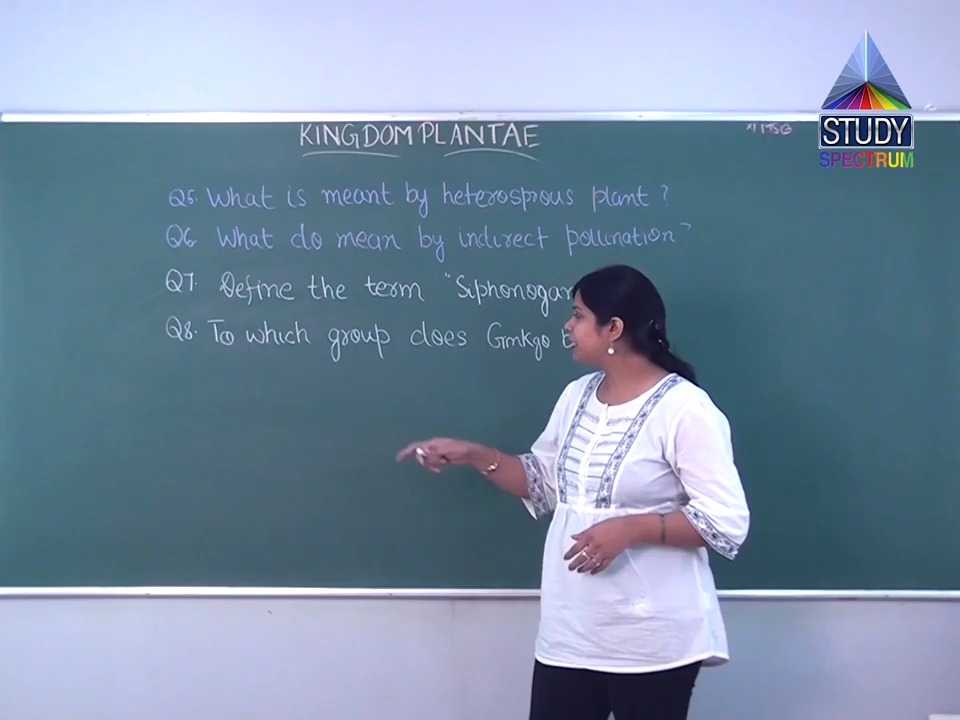 KINGDOM PLANTAE
Q5. What is meant by heterosprous plant ?
Q6. What do mean by indirect pollination ?
Q7. Define the term "Siphonogam
Q8. To which group does Ginkgo b
STUDY
SPECTRUM